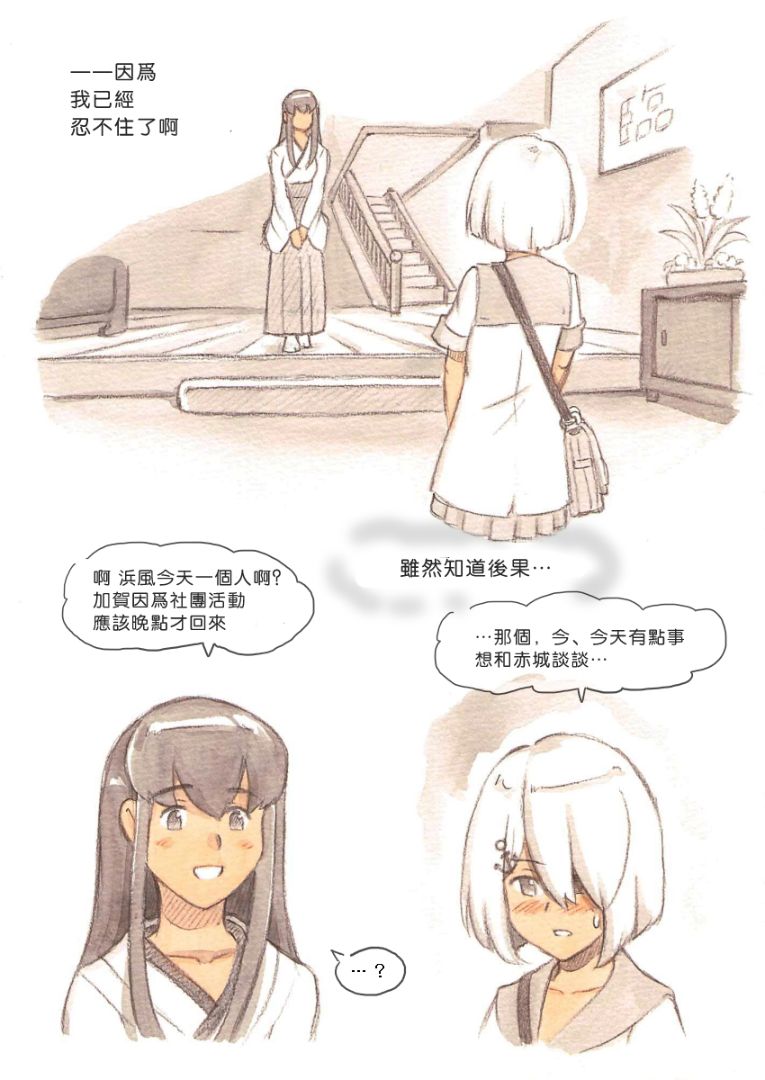 ——因爲
我已經
忍不住了啊
雖然知道後果…
啊 浜風今天一個人啊?
加賀因爲社團活動
應該晚點才回來
…那個, 今、今天有點事
想和赤城談談…
… ?